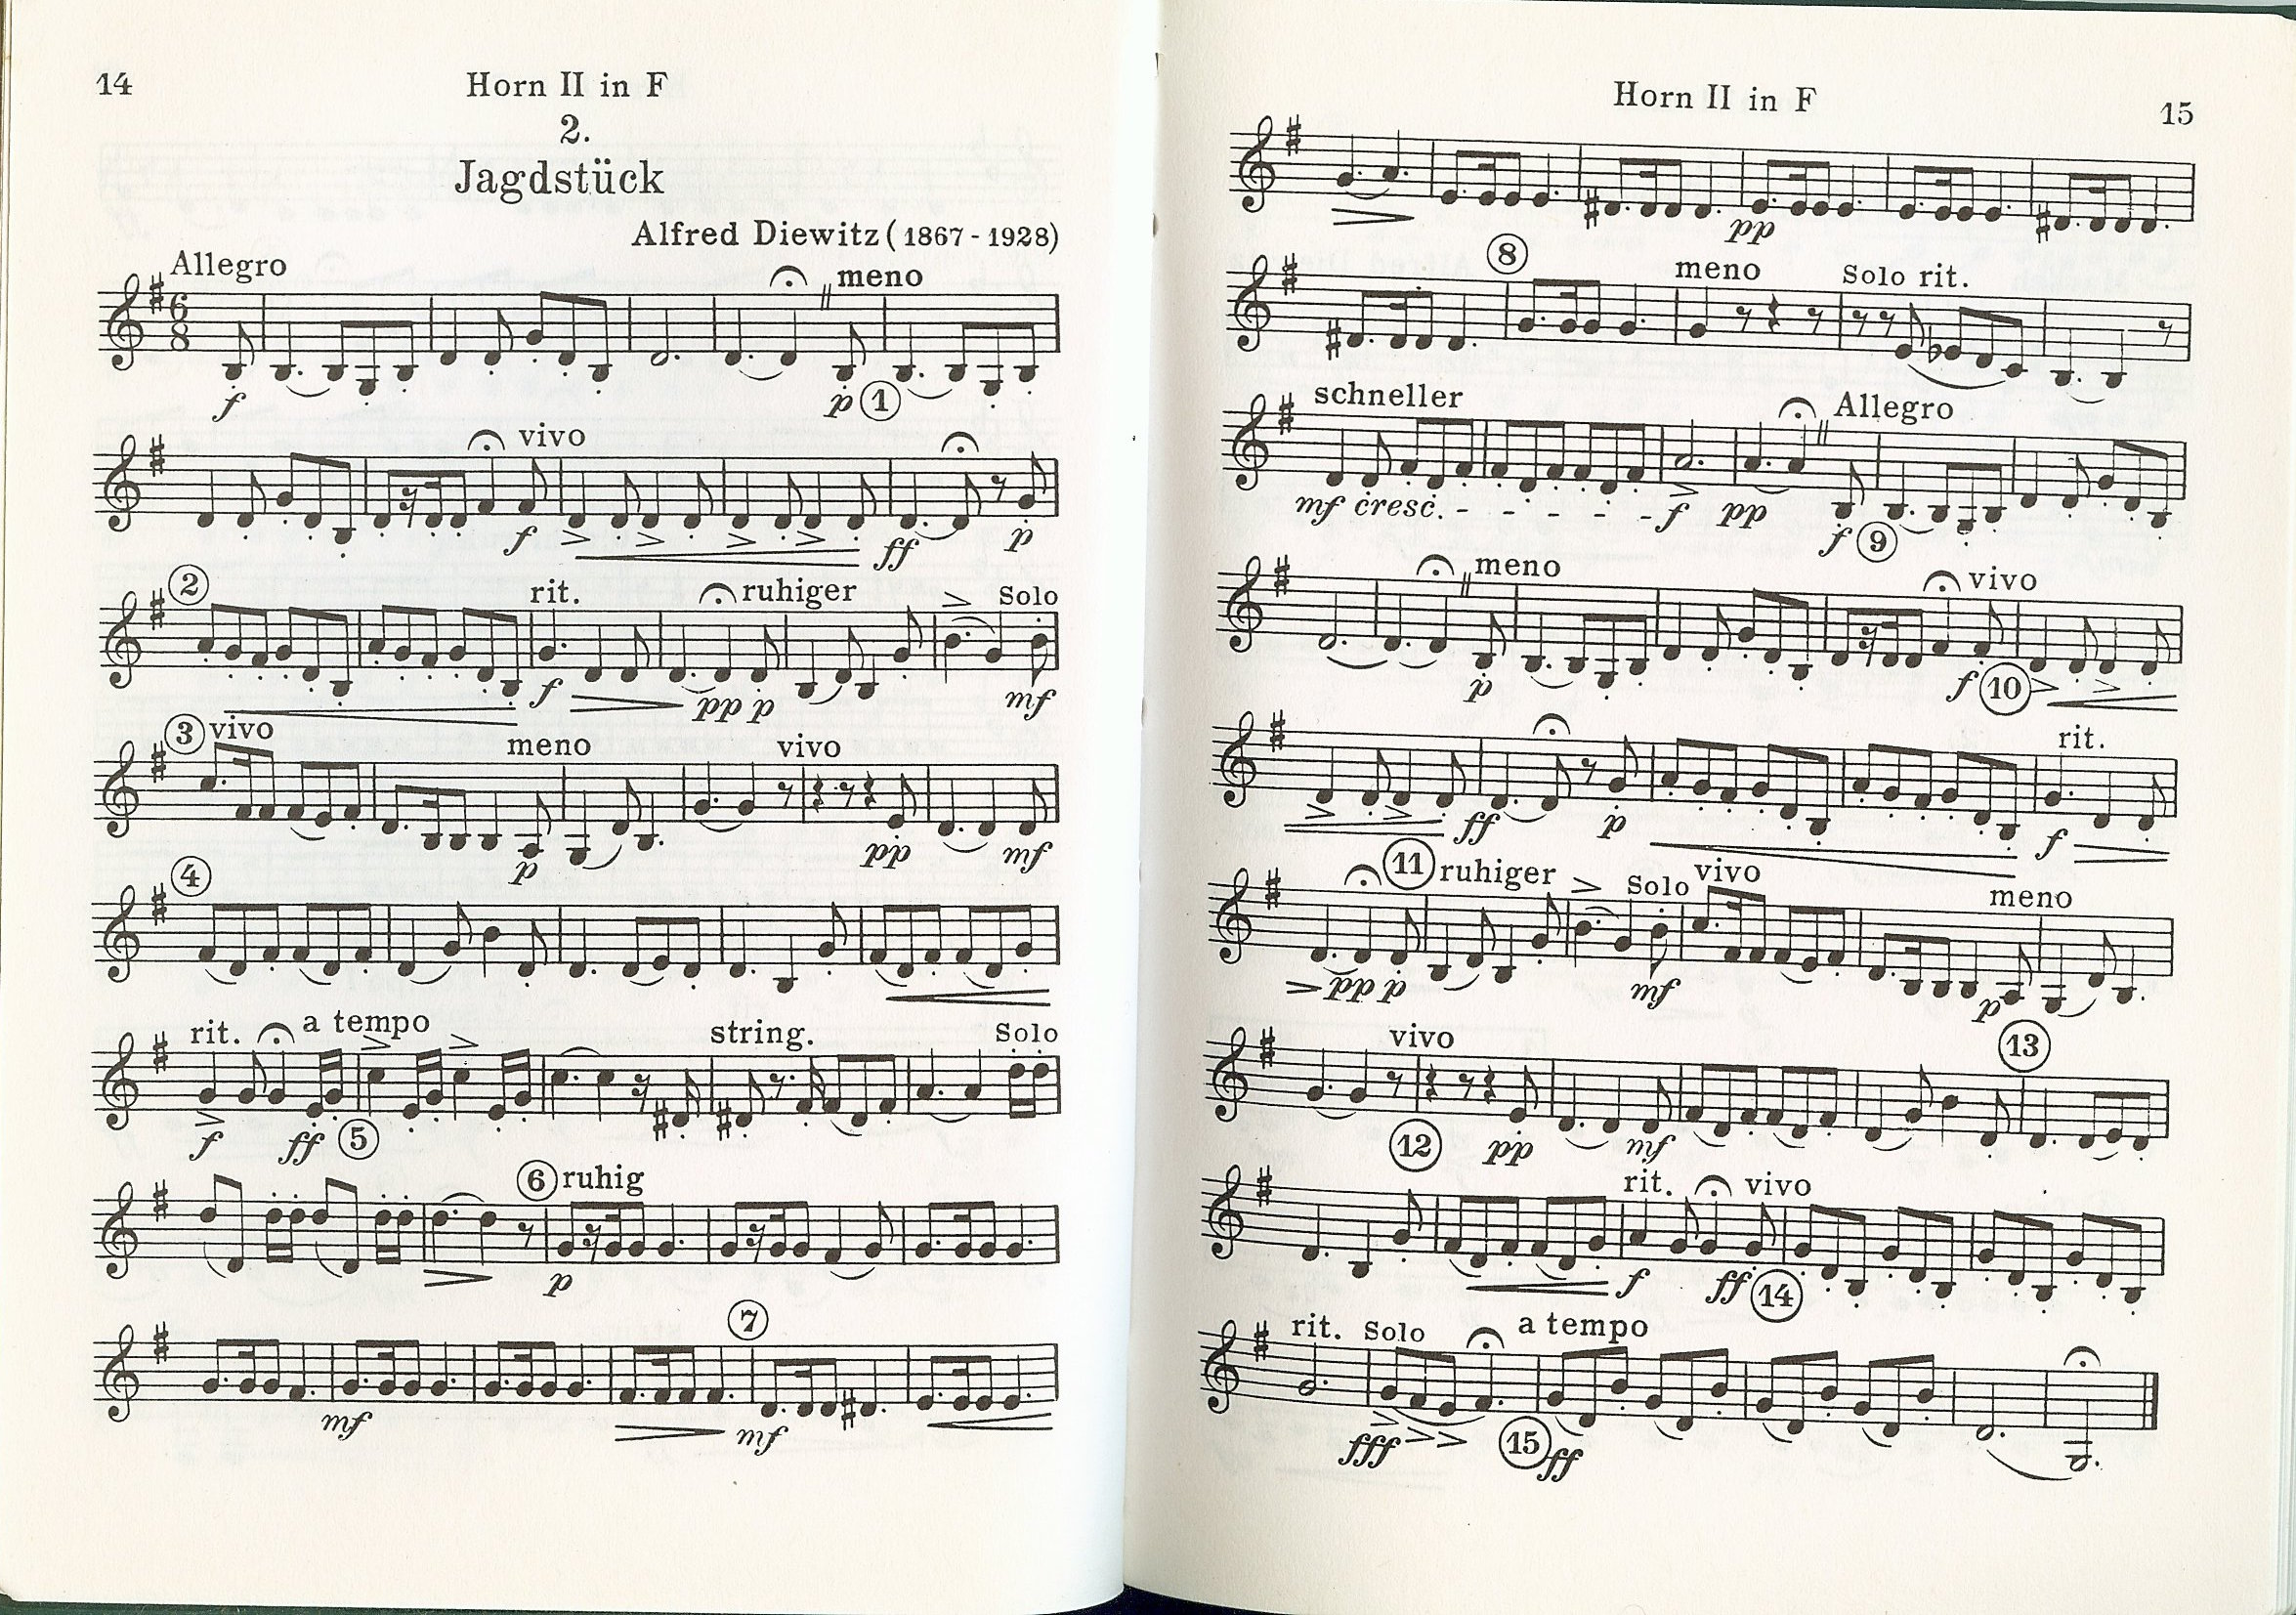 14
Horn II in F
2.
Jagdstück
Alfred Diewitz (1867-1928)
Allegro
meno
6
8
f
p 1
vivo
f
ff
p
2
rit.
ruhiger
Solo
f
pp p
mf
3 vivo
meno
vivo
p
pp
mf
4
rit.
a tempo
string.
Solo
f
ff 5
6 ruhig
p
7
mf
mf
Horn II in F
15
pp
8
meno
Solo rit.
schneller
Allegro
mf cresc. - - - - - f
pp
f 9
meno
vivo
p
f 10
rit.
ff
p
f
11 ruhiger
Solo
vivo
meno
pp p
mf
p
vivo
13
12
pp
mf
rit.
vivo
f
ff 14
rit.
Solo
a tempo
fff
15 ff